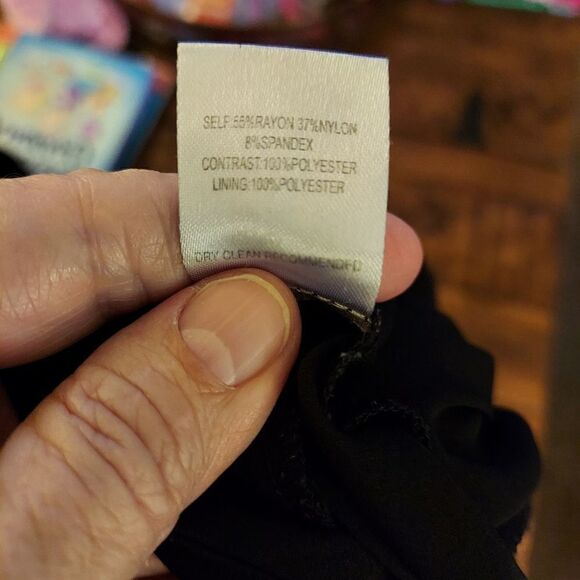 SELF:55%RAYON 37%NYLON
8%SPANDEX
CONTRAST:100%POLYESTER
LINING:100%POLYESTER
DRY CLEAN RECOMMENDED